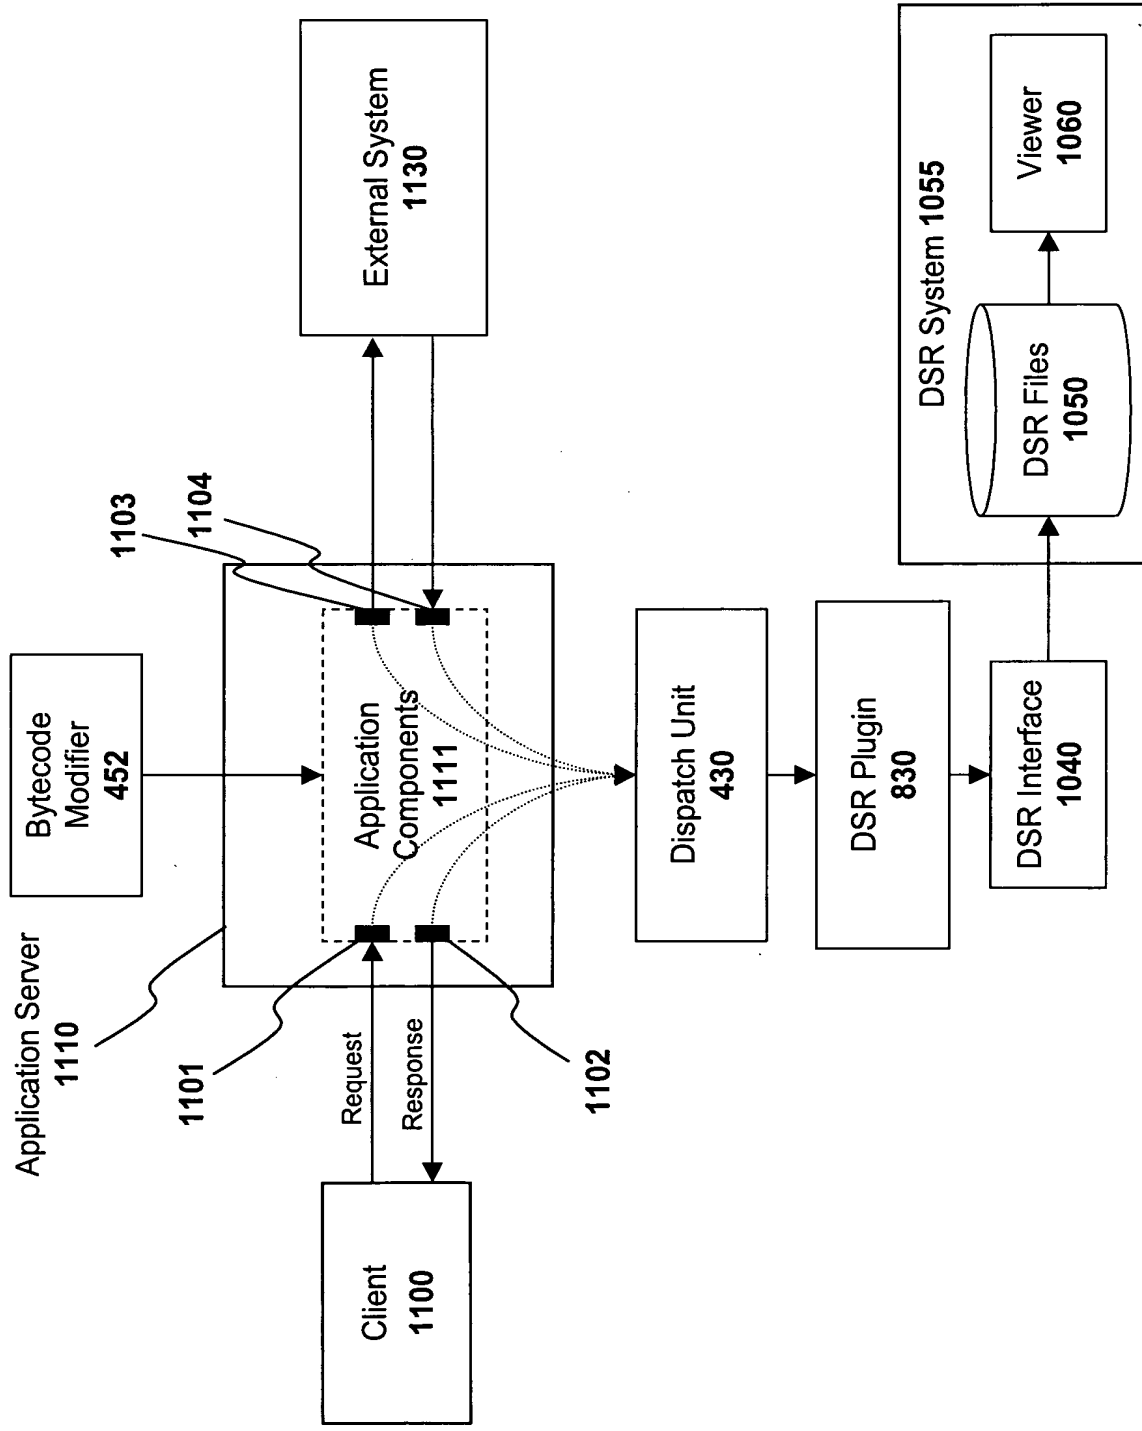 Application Server
1110
Bytecode
Modifier
452
1103
1104
1101
1102
Client
1100
Request
Response
Application
Components
1111
External System
1130
Dispatch Unit
430
DSR Plugin
830
DSR Interface
1040
DSR System 1055
DSR Files
1050
Viewer
1060